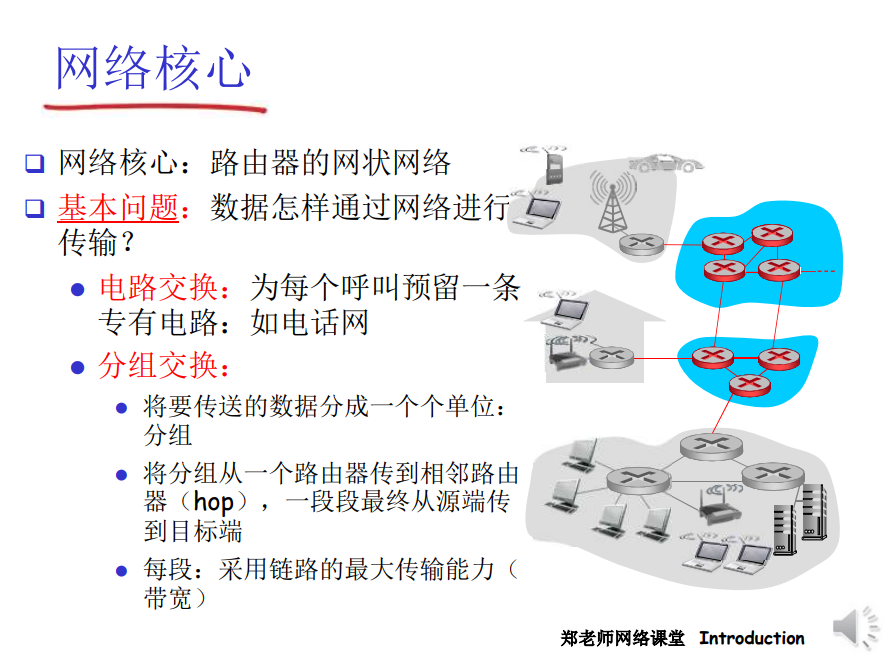 网络核心
网络核心：路由器的网状网络
基本问题：数据怎样通过网络进行
传输？
电路交换：为每个呼叫预留一条
专有电路：如电话网
分组交换：
将要传送的数据分成一个个单位：
分组
将分组从一个路由器传到相邻路由
器（hop），一段段最终从源端传
到目标端
每段：采用链路的最大传输能力（
带宽）
郑老师网络课堂 Introduction